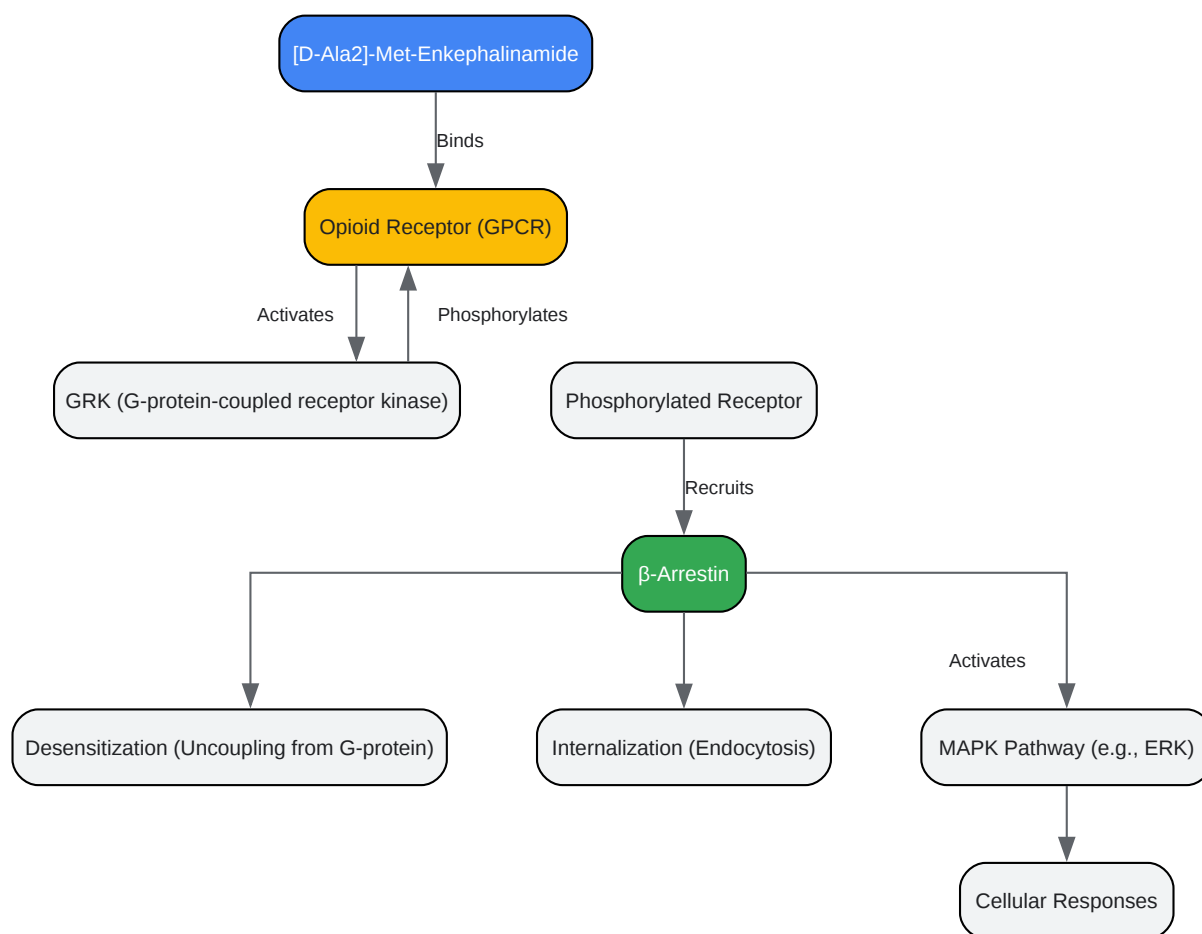 [D-Ala2]-Met-Enkephalinamide
Binds
Opioid Receptor (GPCR)
Activates
Phosphorylates
GRK (G-protein-coupled receptor kinase)
Phosphorylated Receptor
Recruits
β-Arrestin
Activates
Desensitization (Uncoupling from G-protein)
Internalization (Endocytosis)
MAPK Pathway (e.g., ERK)
Cellular Responses